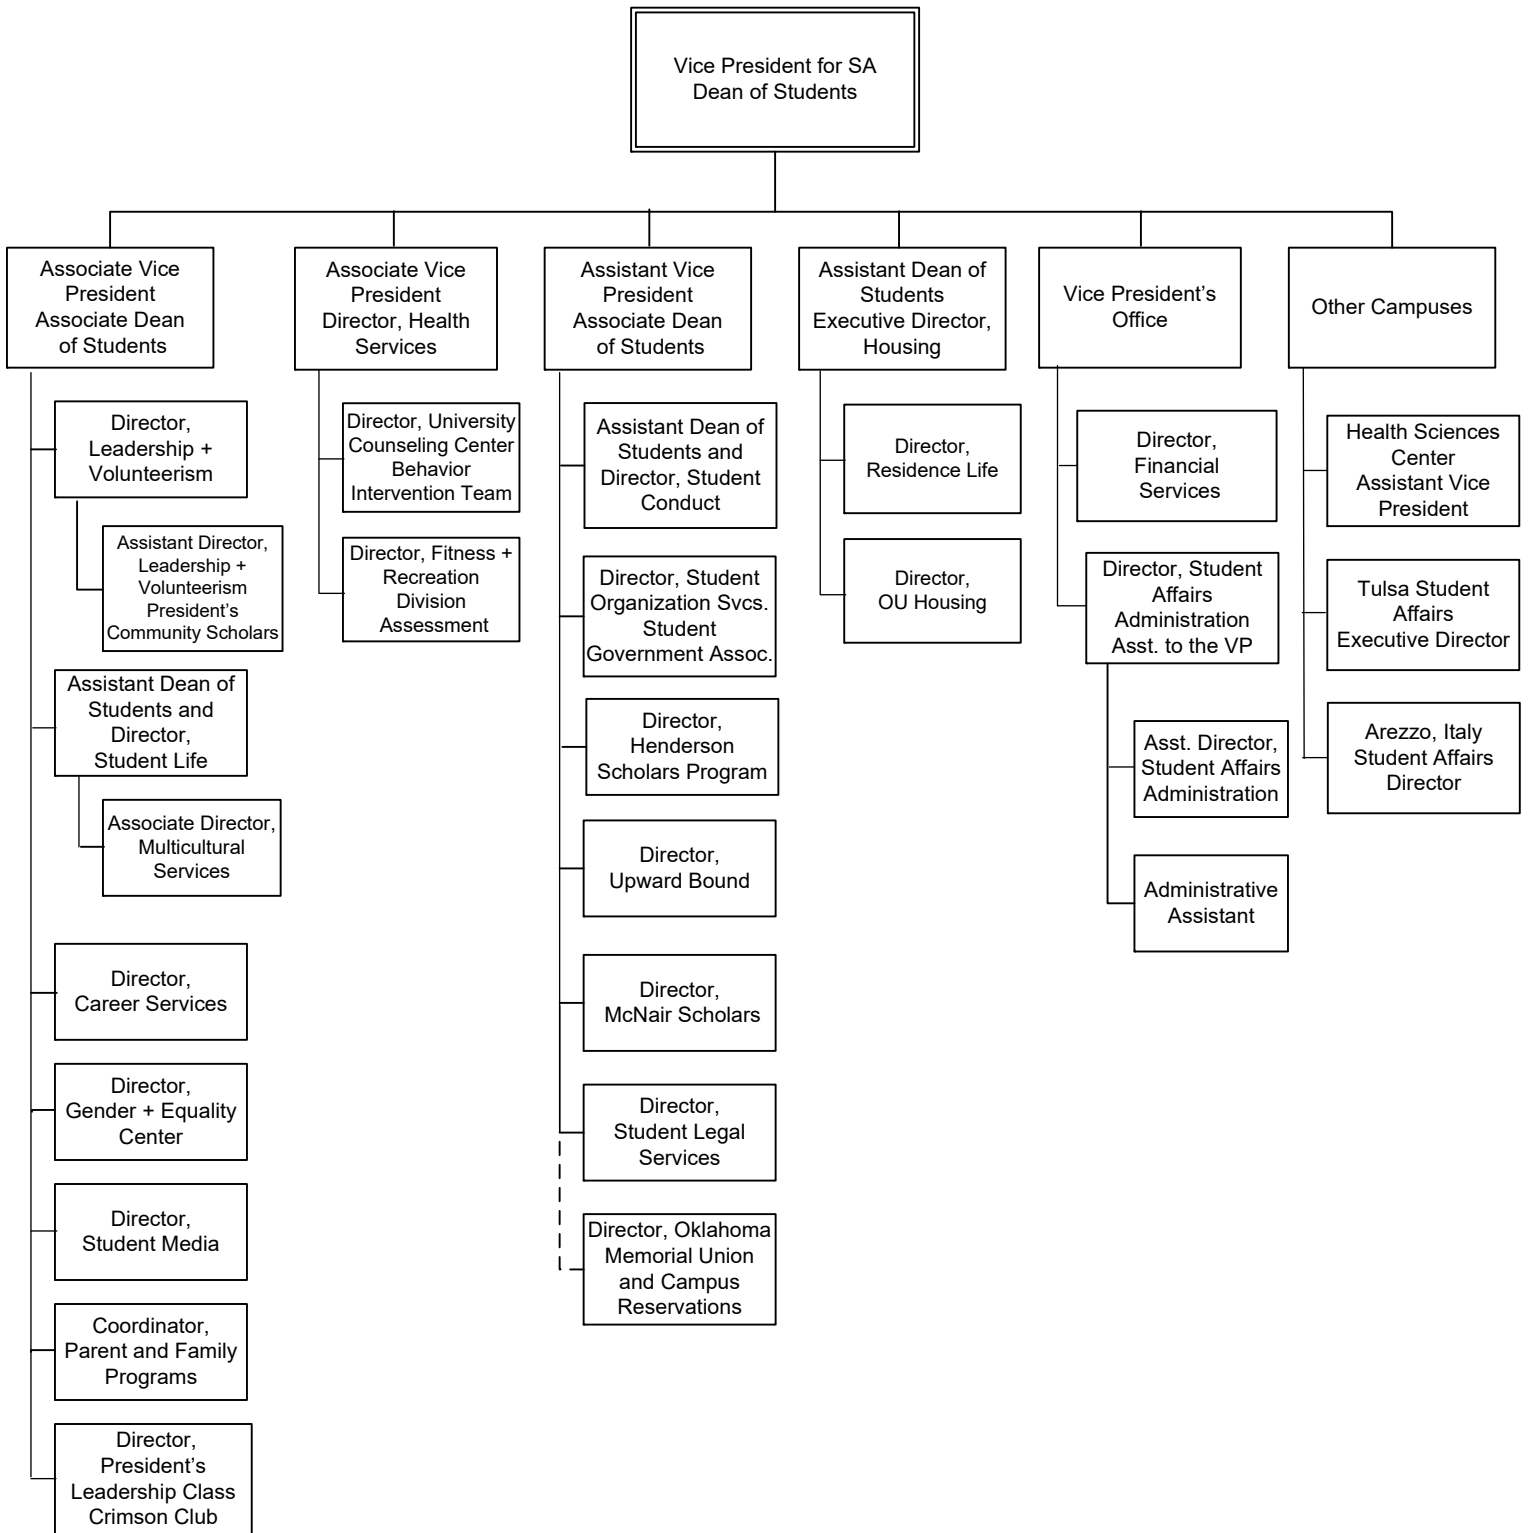 Vice President for SA
Dean of Students
Associate Vice
President
Associate Dean
of Students
Director,
Leadership +
Volunteerism
Assistant Director,
Leadership +
Volunteerism
President’s
Community Scholars
Assistant Dean of
Students and
Director,
Student Life
Associate Director,
Multicultural
Services
Director,
Career Services
Director,
Gender + Equality
Center
Director,
Student Media
Coordinator,
Parent and Family
Programs
Director,
President’s
Leadership Class
Crimson Club
Associate Vice
President
Director, Health
Services
Director, University
Counseling Center
Behavior
Intervention Team
Director, Fitness +
Recreation
Division
Assessment
Assistant Vice
President
Associate Dean
of Students
Assistant Dean of
Students and
Director, Student
Conduct
Director, Student
Organization Svcs.
Student
Government Assoc.
Director,
Henderson
Scholars Program
Director,
Upward Bound
Director,
McNair Scholars
Director,
Student Legal
Services
Director, Oklahoma
Memorial Union
and Campus
Reservations
Assistant Dean of
Students
Executive Director,
Housing
Director,
Residence Life
Director,
OU Housing
Vice President’s
Office
Director,
Financial
Services
Director, Student
Affairs
Administration
Asst. to the VP
Asst. Director,
Student Affairs
Administration
Administrative
Assistant
Other Campuses
Health Sciences
Center
Assistant Vice
President
Tulsa Student
Affairs
Executive Director
Arezzo, Italy
Student Affairs
Director